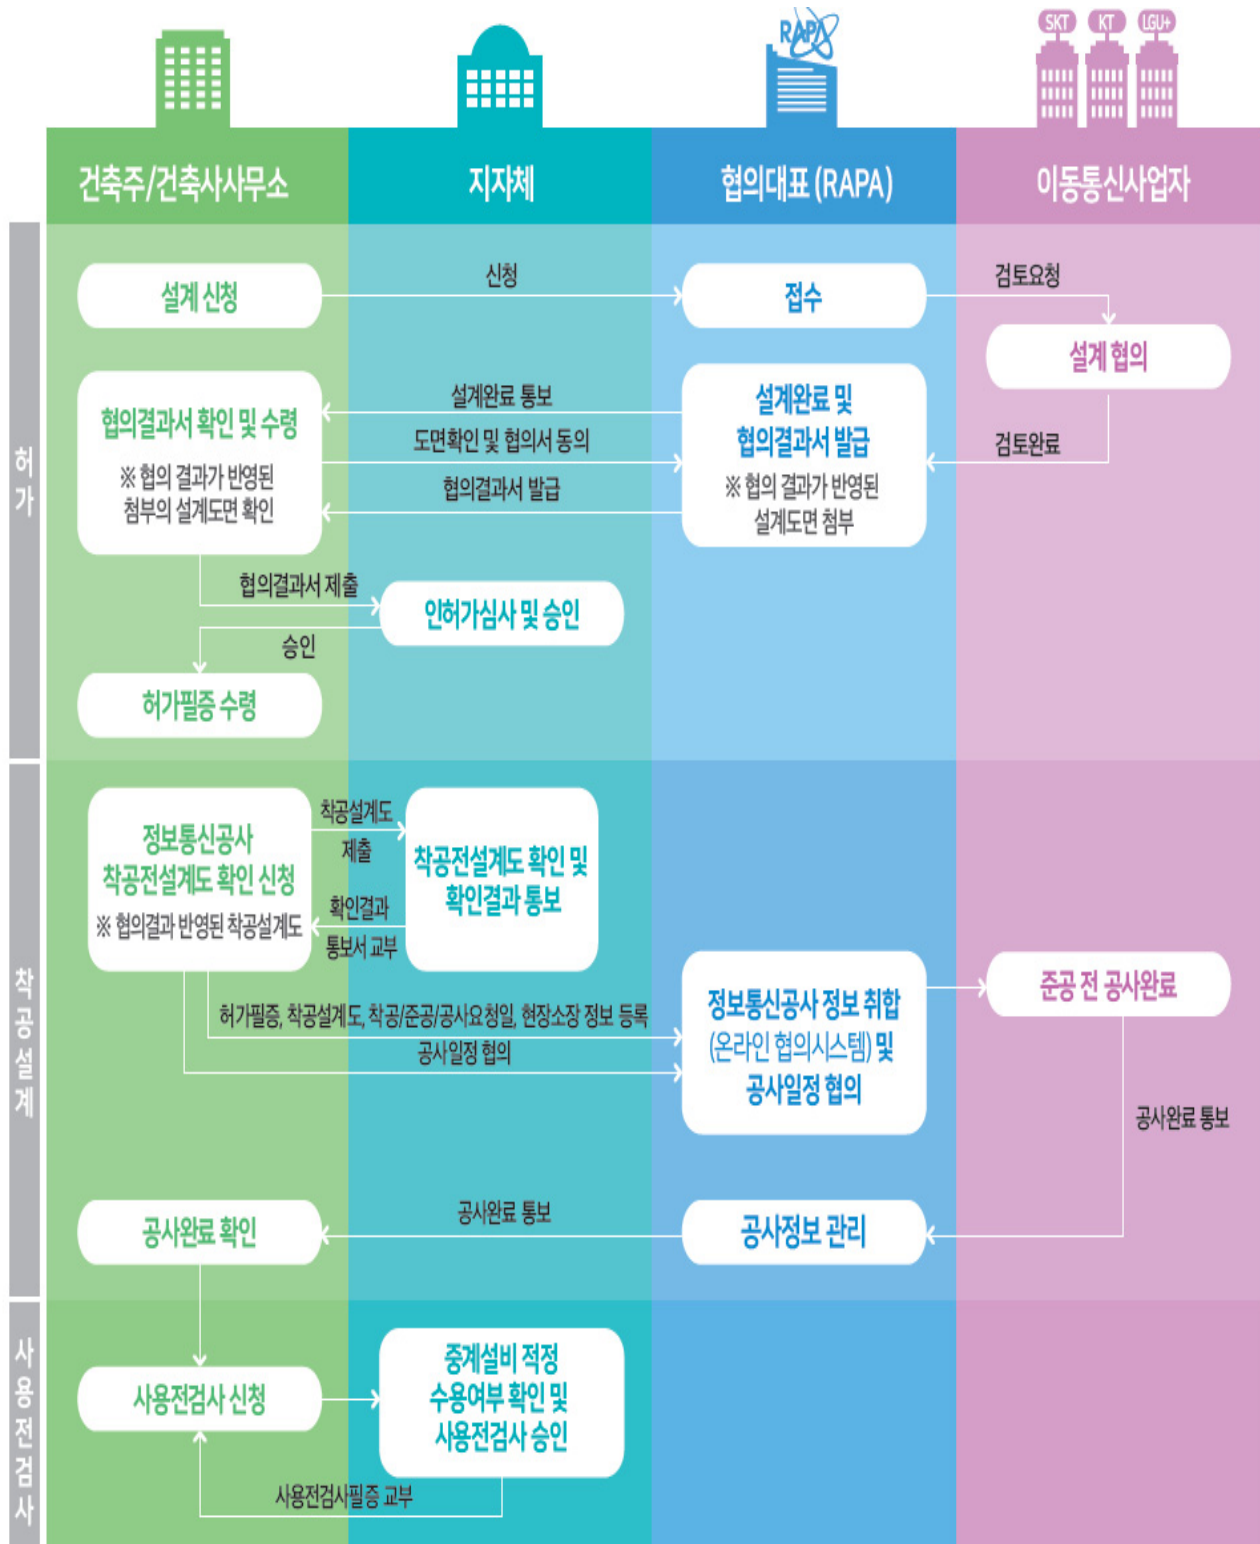 RAPA
SKT
KT
LGU+
건축주/건축사사무소
지자체
협의대표 (RAPA)
이동통신사업자
허가
설계 신청
신청
접수
검토요청
설계 협의
검토완료
설계완료 및
협의결과서 발급
※ 협의 결과가 반영된
설계도면 첨부
설계완료 통보
도면확인 및 협의서 동의
협의결과서 발급
협의결과서 확인 및 수령
※ 협의 결과가 반영된
첨부의 설계도면 확인
협의결과서 제출
인허가심사 및 승인
승인
허가필증 수령
착공설계
정보통신공사
착공전설계도 확인 신청
※ 협의결과 반영된 착공설계도
착공설계도
제출
착공전설계도 확인 및
확인결과 통보
확인결과
통보서 교부
허가필증, 착공설계도, 착공/준공/공사요청일, 현장소장 정보 등록
공사일정 협의
정보통신공사 정보 취합
(온라인 협의시스템) 및
공사일정 협의
준공 전 공사완료
공사완료 통보
공사정보 관리
공사완료 통보
공사완료 확인
사용전검사
사용전검사 신청
중계설비 적정
수용여부 확인 및
사용전검사 승인
사용전검사필증 교부